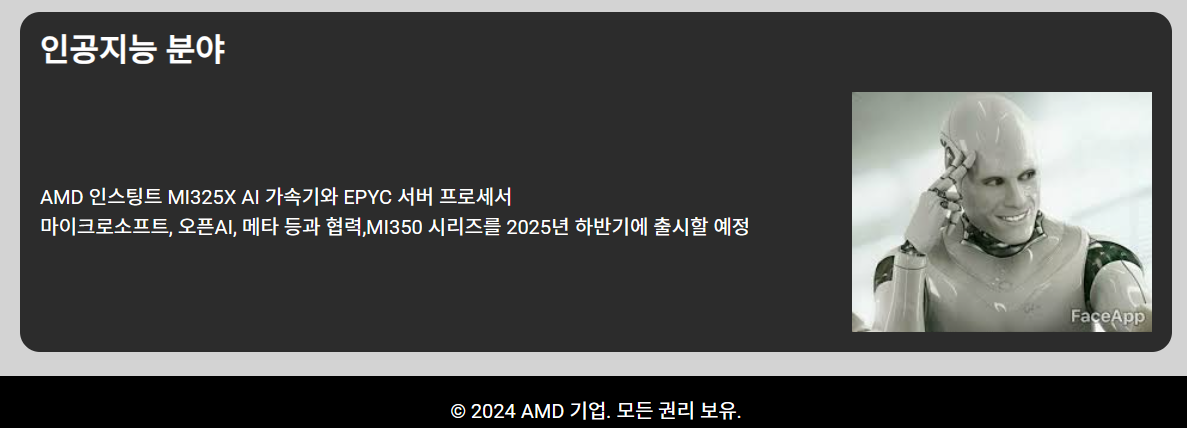 인공지능 분야
AMD 인스팅트 MI325X AI 가속기와 EPYC 서버 프로세서
마이크로소프트, 오픈AI, 메타 등과 협력,MI350 시리즈를 2025년 하반기에 출시할 예정
FaceApp
© 2024 AMD 기업. 모든 권리 보유.